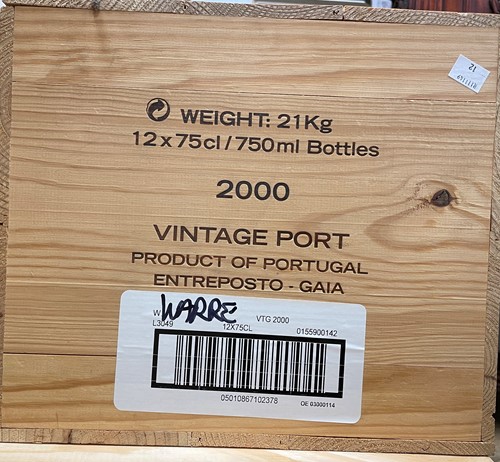 WEIGHT: 21Kg
12 x 75cl / 750ml Bottles
2000
VINTAGE PORT
PRODUCT OF PORTUGAL
ENTREPOSTO - GAIA
WARRE
VTG 2000
L3049 12X75CL 0155900142
05010867102378
OE 03000114
12